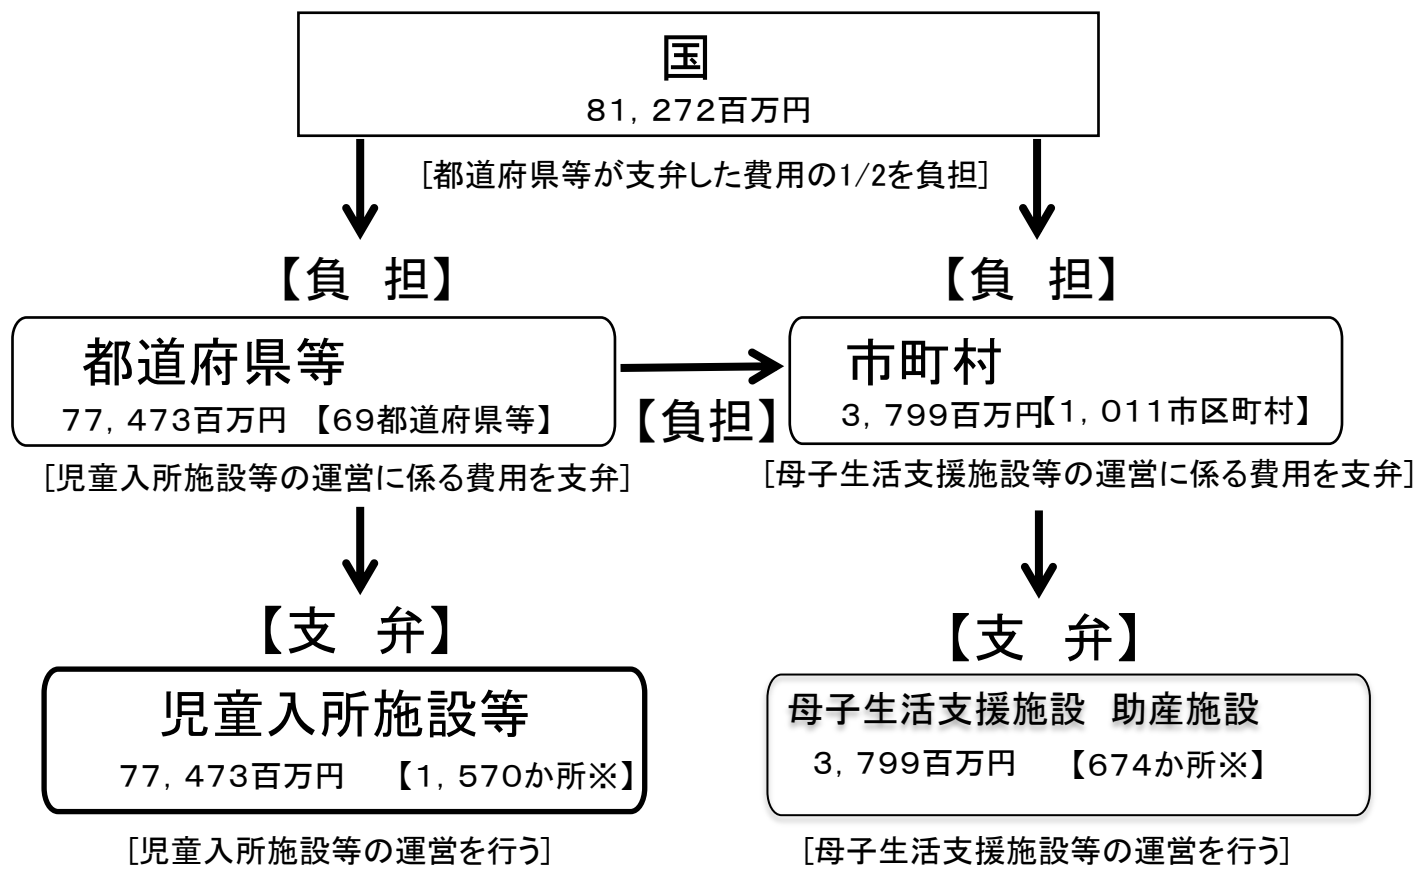 国
８１，２７２百万円
[都道府県等が支弁した費用の1/2を負担]
【負　担】
【負　担】
都道府県等
７７，４７３百万円　【６９都道府県等】
【負担】
市町村
３，７９９百万円【１，０１１市区町村】
[児童入所施設等の運営に係る費用を支弁]
[母子生活支援施設等の運営に係る費用を支弁]
【支　弁】
【支　弁】
児童入所施設等
７７，４７３百万円　【１，５７０か所※】
母子生活支援施設　助産施設
３，７９９百万円　【６７４か所※】
[児童入所施設等の運営を行う]
[母子生活支援施設等の運営を行う]